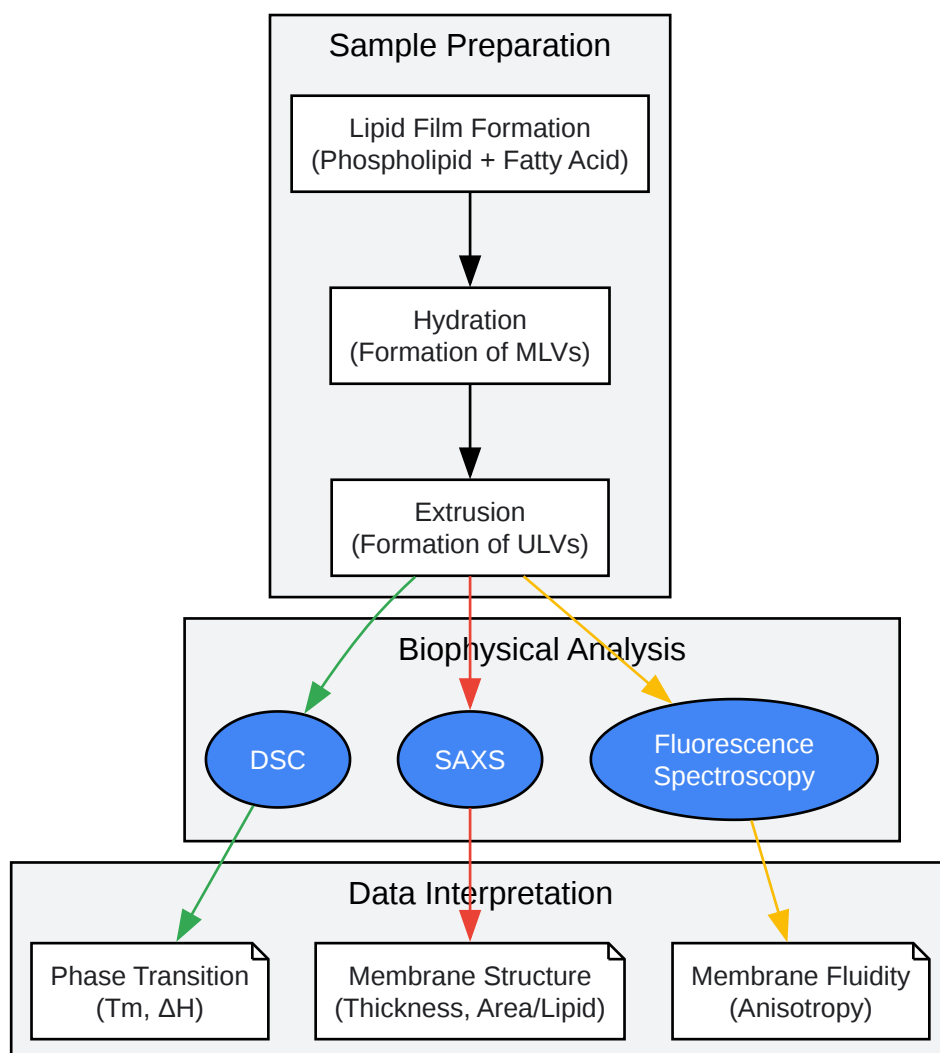 Sample Preparation
Lipid Film Formation
(Phospholipid + Fatty Acid)
Hydration
(Formation of MLVs)
Extrusion
(Formation of ULVs)
Biophysical Analysis
DSC
SAXS
Fluorescence
Spectroscopy
Data Interpretation
Phase Transition
(Tm, ΔH)
Membrane Structure
(Thickness, Area/Lipid)
Membrane Fluidity
(Anisotropy)